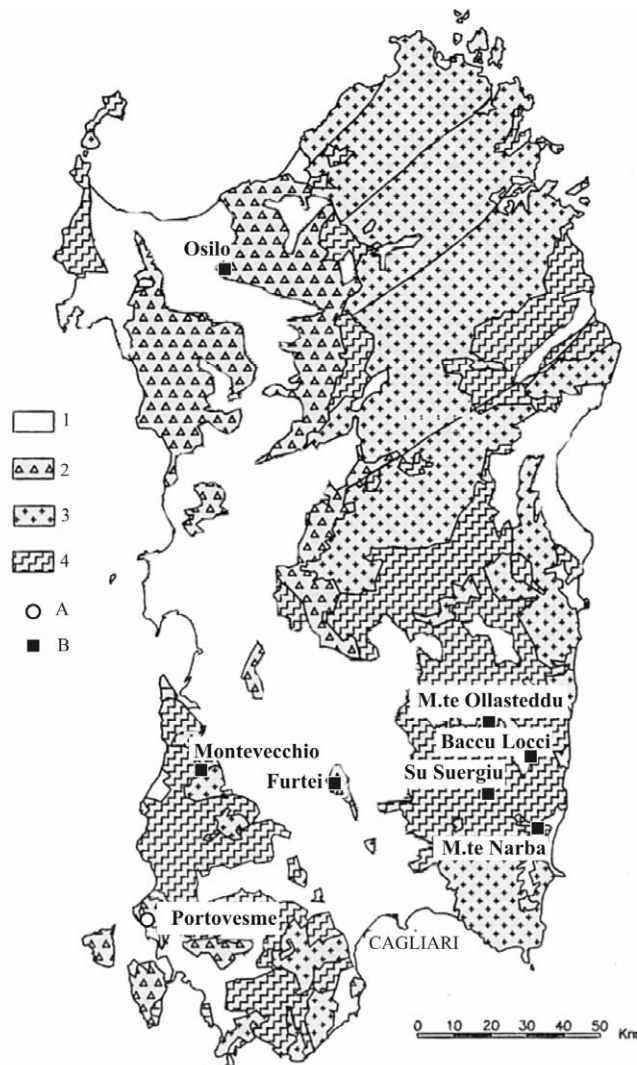 Osilo
1
2
3
4
A
B
M.te Ollasteddu
Baccu Locci
Montevecchio
Su Suergiu
Furtei
M.te Narba
Portovesme
CAGLIARI
0 10 20 30 40 50 Km